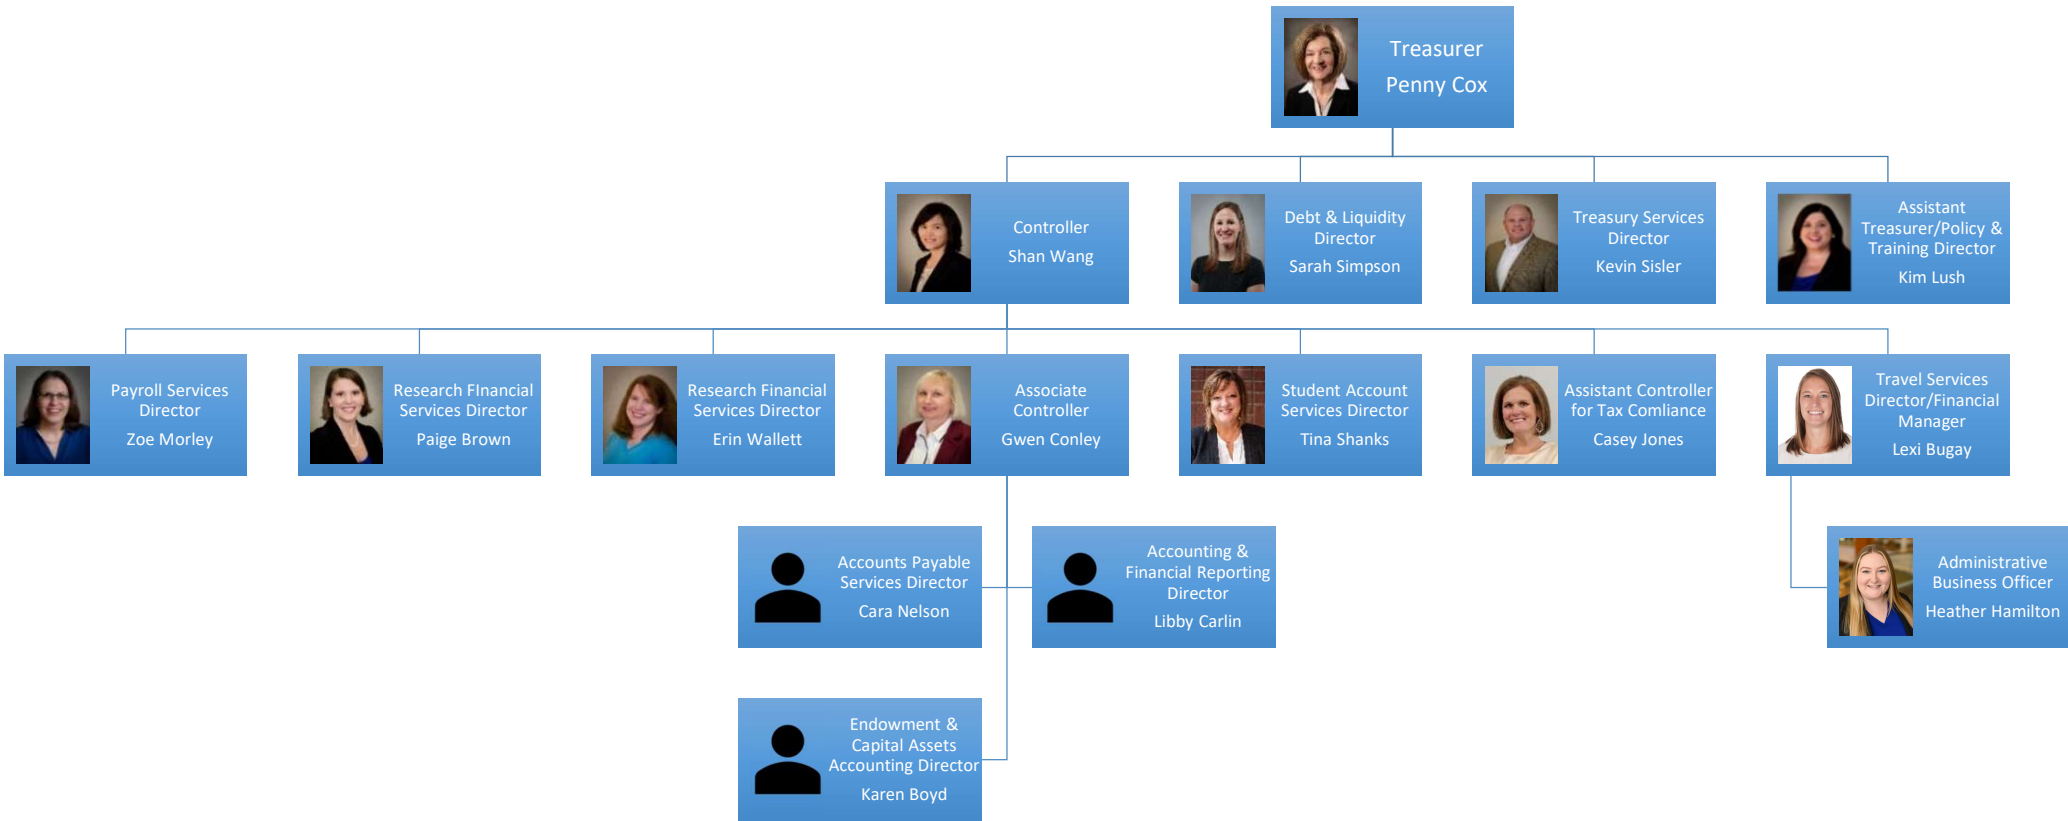 Treasurer
Penny Cox
Controller
Shan Wang
Debt & Liquidity
Director
Sarah Simpson
Treasury Services
Director
Kevin Sisler
Assistant
Treasurer/Policy &
Training Director
Kim Lush
Payroll Services
Director
Zoe Morley
Research FInancial
Services Director
Paige Brown
Research Financial
Services Director
Erin Wallett
Associate
Controller
Gwen Conley
Student Account
Services Director
Tina Shanks
Assistant Controller
for Tax Comliance
Casey Jones
Travel Services
Director/Financial
Manager
Lexi Bugay
Accounts Payable
Services Director
Cara Nelson
Accounting &
Financial Reporting
Director
Libby Carlin
Administrative
Business Officer
Heather Hamilton
Endowment &
Capital Assets
Accounting Director
Karen Boyd